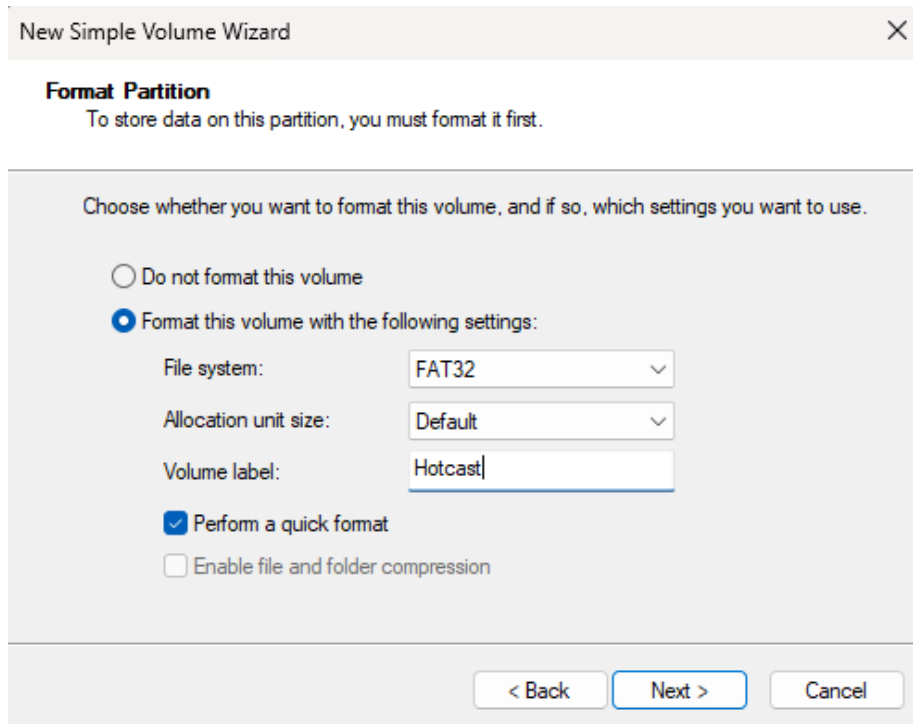 New Simple Volume Wizard
Format Partition
To store data on this partition, you must format it first.
Choose whether you want to format this volume, and if so, which settings you want to use.
Do not format this volume
Format this volume with the following settings:
File system: FAT32
Allocation unit size: Default
Volume label: Hotcast
Perform a quick format
Enable file and folder compression
< Back Next > Cancel